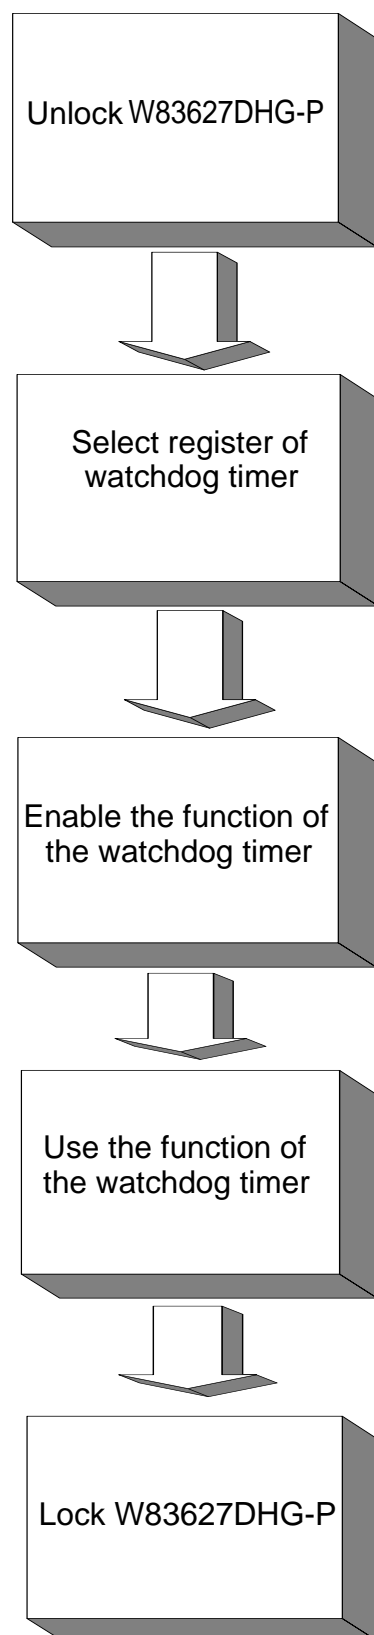 Unlock W83627DHG-P
Select register of
watchdog timer
Enable the function of
the watchdog timer
Use the function of
the watchdog timer
Lock W83627DHG-P